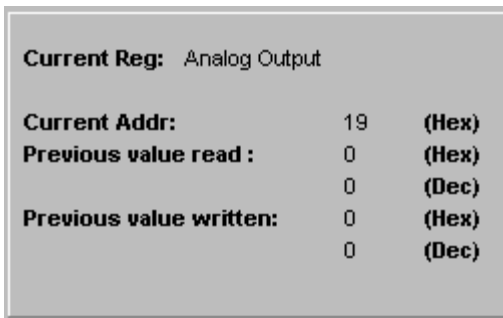 Current Reg: Analog Output
Current Addr: 19 (Hex)
Previous value read : 0 (Hex)
0 (Dec)
Previous value written: 0 (Hex)
0 (Dec)